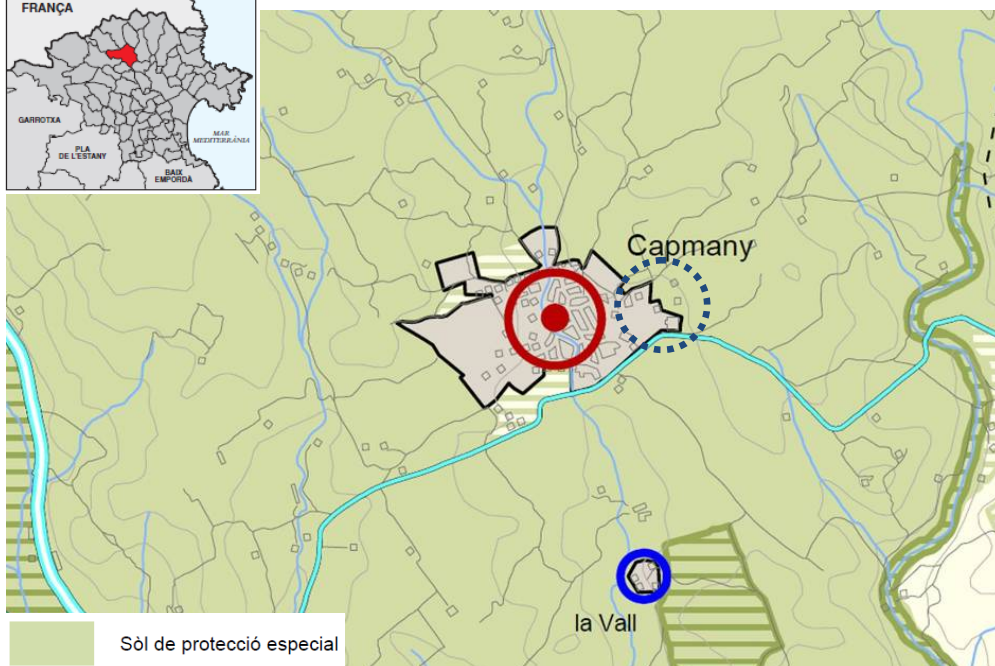 FRANÇA
GARROTXA
MAR
MEDITERRÀNIA
PLA
DE L'ESTANY
BAIX
EMPORDÀ
Capmany
la Vall
Sòl de protecció especial